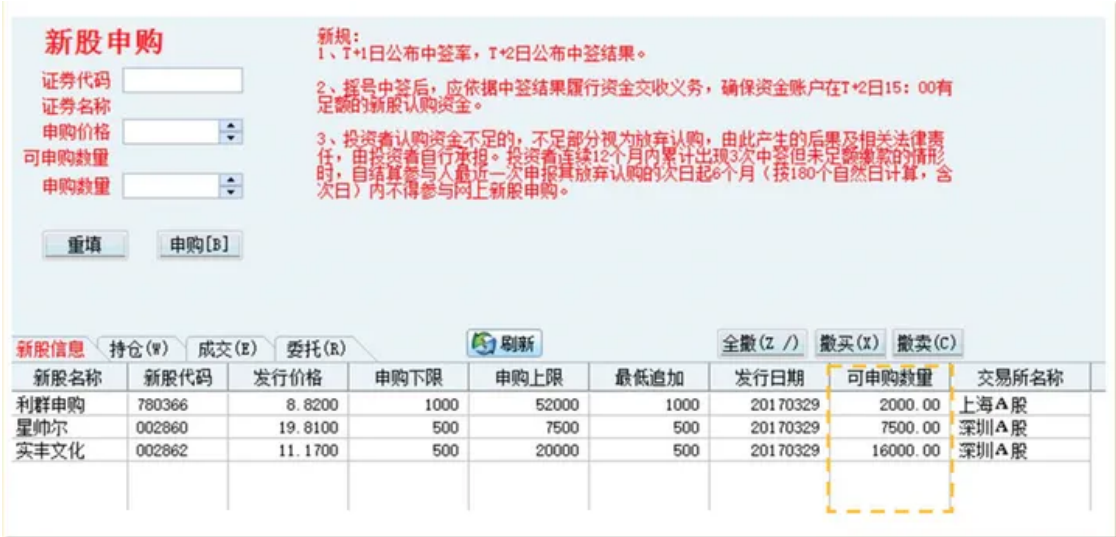 新股申购
证券代码
证券名称
申购价格
可申购数量
申购数量
重填 申购[B]
新规:
1、T+1日公布中签率，T+2日公布中签结果。
2、摇号中签后，应依据中签结果履行资金交收义务，确保资金账户在T+2日15：00有
足额的新股认购资金。
3、投资者认购资金不足的，不足部分视为放弃认购，由此产生的后果及相关法律责
任，由投资者自行承担。投资者连续12个月内累计出现3次中签但未足额缴款的情形
时，自结算参与人最近一次申报其放弃认购的次日起6个月（按180个自然日计算，含
次日）内不得参与网上新股申购。
新股信息 持仓(W) 成交(E) 委托(R) 刷新 全撤(Z /) 撤买(X) 撤卖(C)
新股名称 新股代码 发行价格 申购下限 申购上限 最低追加 发行日期 可申购数量 交易所名称
利群申购 780366 8.8200 1000 52000 1000 20170329 2000.00 上海A股
星帅尔 002860 19.8100 500 7500 500 20170329 7500.00 深圳A股
实丰文化 002862 11.1700 500 20000 500 20170329 16000.00 深圳A股